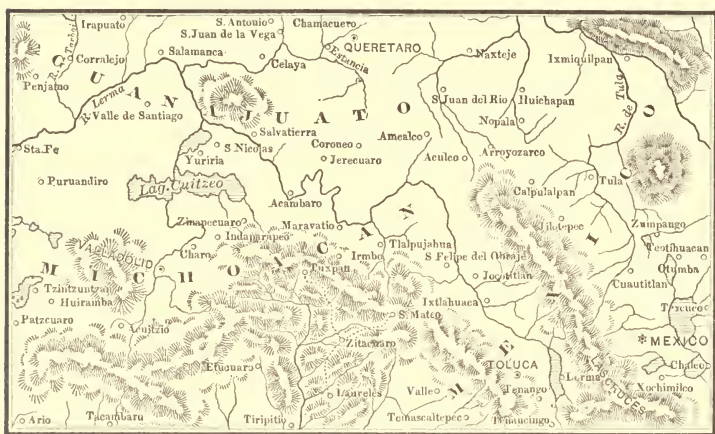 Irapuato
S. Antonio
Chamacuero
S. Juan de la Vega
QUERETARO
Salamanca
Estancia
Naxteje
Ixmiquilpan
Corralejo
Celaya
Penjamo
R. Lerma
Valle de Santiago
GUANAJUATO
S. Juan del Rio
Huichapan
R. de Tula
Nopala
Salvatierra
Amealco
Sta. Fe
S. Nicolas
Coroneo
Yuriria
Jerecuaro
Aculco
Arroyozarco
Puruandiro
Lag. Cuitzeo
Calpulalpan
Tula
Acambaro
Zinapecuaro
Maravatio
Jilotepec
Zumpango
Indaparapeo
Tlalpujahua
Teotihuacan
VALLADOLID
Charo
Irmbo
S Felipe del Obraje
Otumba
MICHOACAN
Tuxpan
Jocotitlan
Cuautitlan
Tzintzuntzan
Huiramba
Ixtlahuaca
Tezcuco
Patzcuaro
S. Mateo
Acuitzio
Zitacuaro
MEXICO
MEXICO
Etucuaro
TOLUCA
LAS CRUCES
Chalco
Laureles
Valle
Lerma
Xochimilco
Tenango
Ario
Tacambaro
Tiripitio
Temascaltepec
Tenancingo